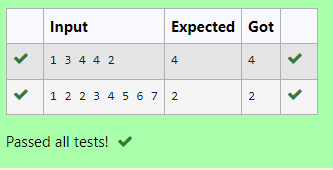 Input Expected Got
1 3 4 4 2 4 4
1 2 2 3 4 5 6 7 2 2
Passed all tests!